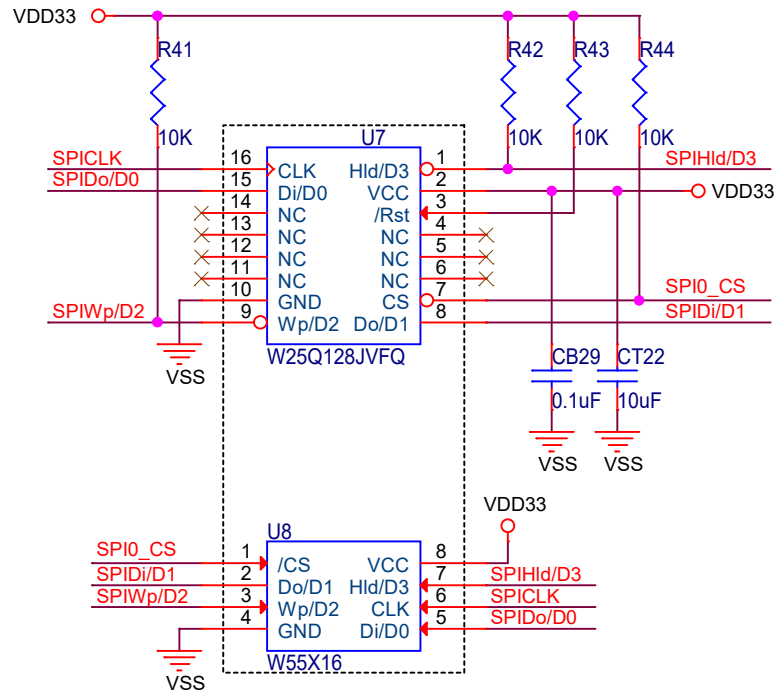 VDD33
R41 R42 R43 R44
10K 10K 10K 10K
U7
SPICLK 16 CLK Hld/D3 1 SPIHld/D3
SPIDo/D0 15 Di/D0 VCC 2 VDD33
14 NC /Rst 3
13 NC NC 4
12 NC NC 5
11 NC NC 6
10 GND CS 7 SPI0_CS
SPIWp/D2 9 Wp/D2 Do/D1 8 SPIDi/D1
VSS W25Q128JVFQ
CB29 CT22
0.1uF 10uF
VSS VSS
VDD33
U8
SPI0_CS 1 /CS VCC 8
SPIDi/D1 2 Do/D1 Hld/D3 7 SPIHld/D3
SPIWp/D2 3 Wp/D2 CLK 6 SPICLK
4 GND Di/D0 5 SPIDo/D0
W55X16
VSS